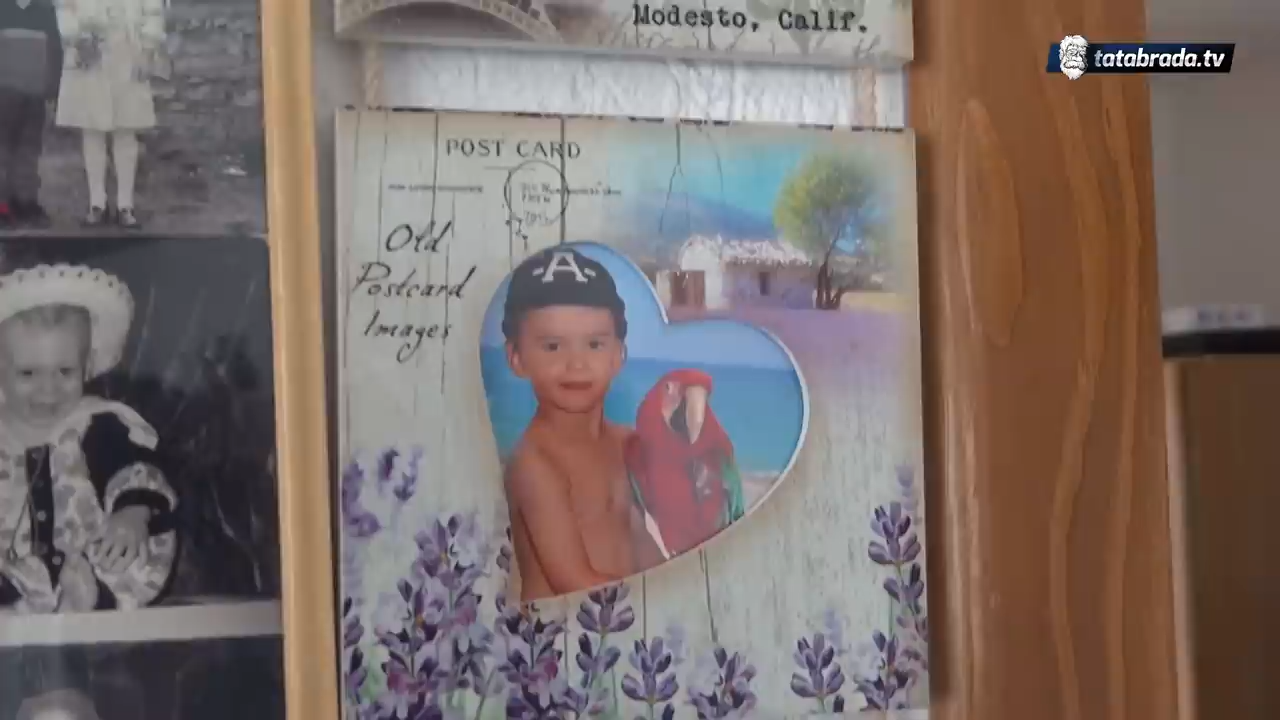 Modesto, Calif.
tatabrada.tv
POST CARD
Old
Postcard
Images
A